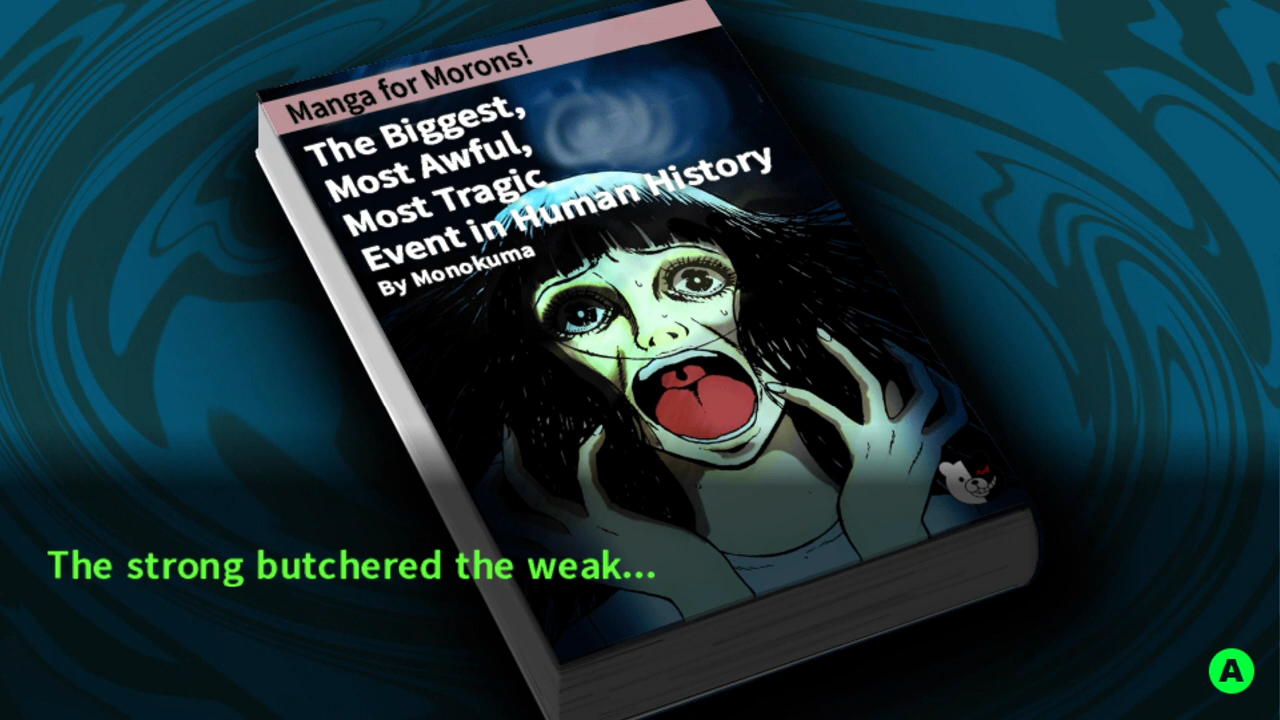 Manga for Morons!
The Biggest,
Most Awful,
Most Tragic
Event in Human History
By Monokuma
The strong butchered the weak...
A